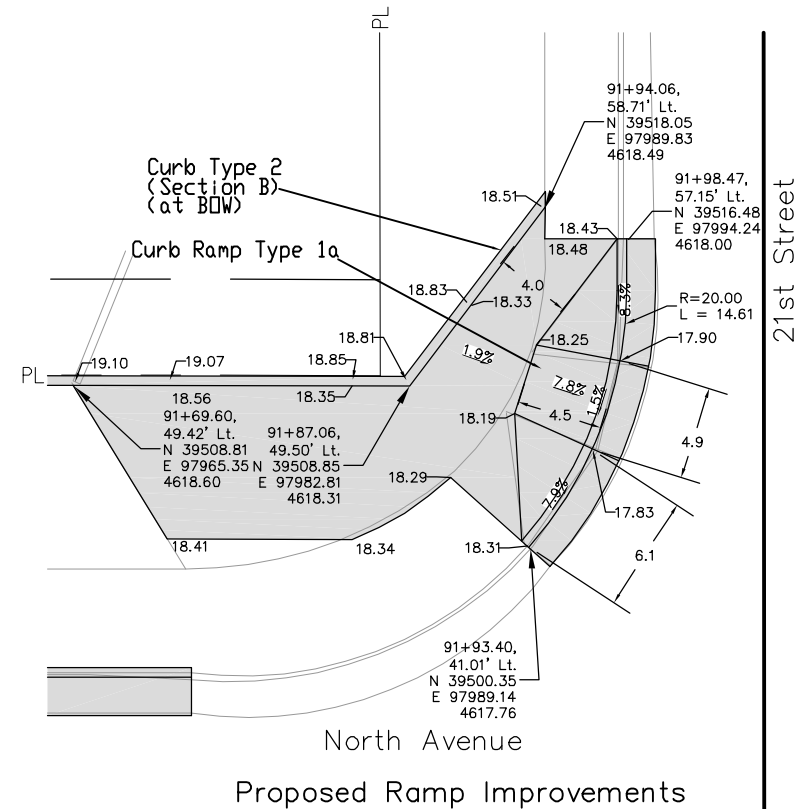 PL
91+94.06,
58.71' Lt.
N 39518.05
E 97989.83
4618.49
Curb Type 2
(Section B)
(at BOW)
18.51
91+98.47,
57.15' Lt.
N 39516.48
E 97994.24
4618.00
21st Street
18.43
18.48
Curb Ramp Type 1a
4.0
8.3%
18.83
18.33
R=20.00
L = 14.61
18.81
18.25
17.90
PL
19.10
19.07
18.85
1.9%
7.8%
1.5%
18.56
18.35
4.5
18.19
4.9
91+69.60,
49.42' Lt.
N 39508.81
E 97965.35
4618.60
91+87.06,
49.50' Lt.
N 39508.85
E 97982.81
4618.31
18.29
7.9%
17.83
18.41
18.34
18.31
6.1
91+93.40,
41.01' Lt.
N 39500.35
E 97989.14
4617.76
North Avenue
Proposed Ramp Improvements